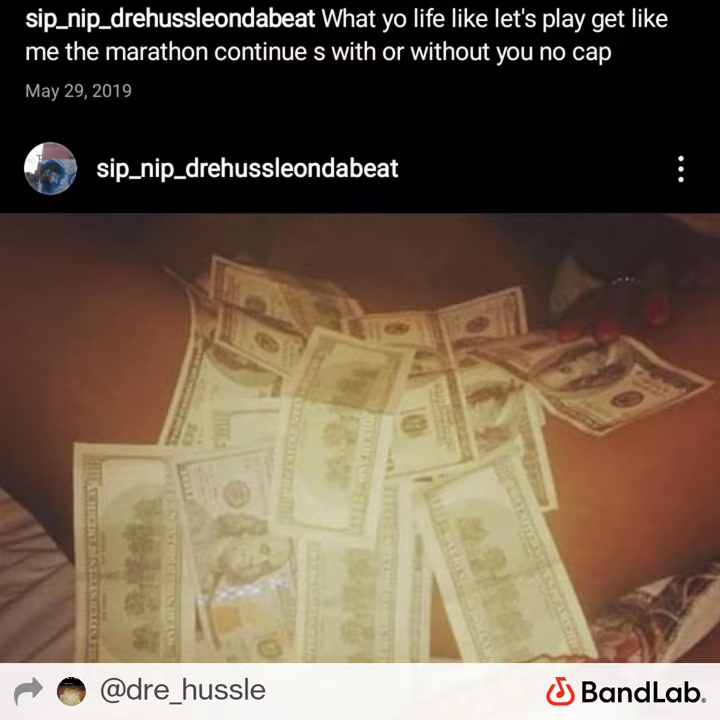 sip_nip_drehussleondabeat What yo life like let's play get like
me the marathon continue s with or without you no cap
May 29, 2019
sip_nip_drehussleondabeat
@dre_hussle
BandLab